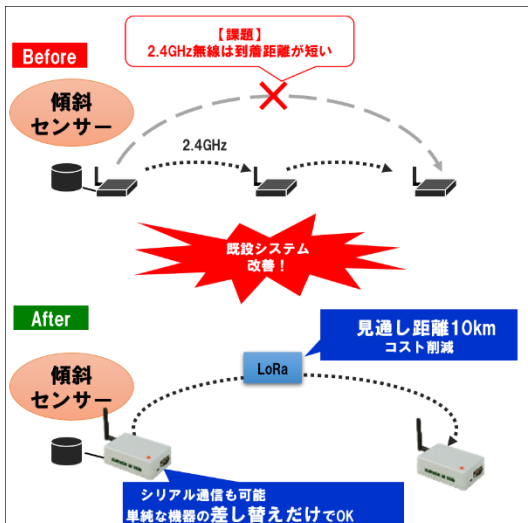 【課題】
2.4GHz無線は到着距離が短い
Before
傾斜
センサー
2.4GHz
既設システム
改善！
After
見通し距離10km
コスト削減
LoRa
傾斜
センサー
シリアル通信も可能
単純な機器の差し替えだけでOK